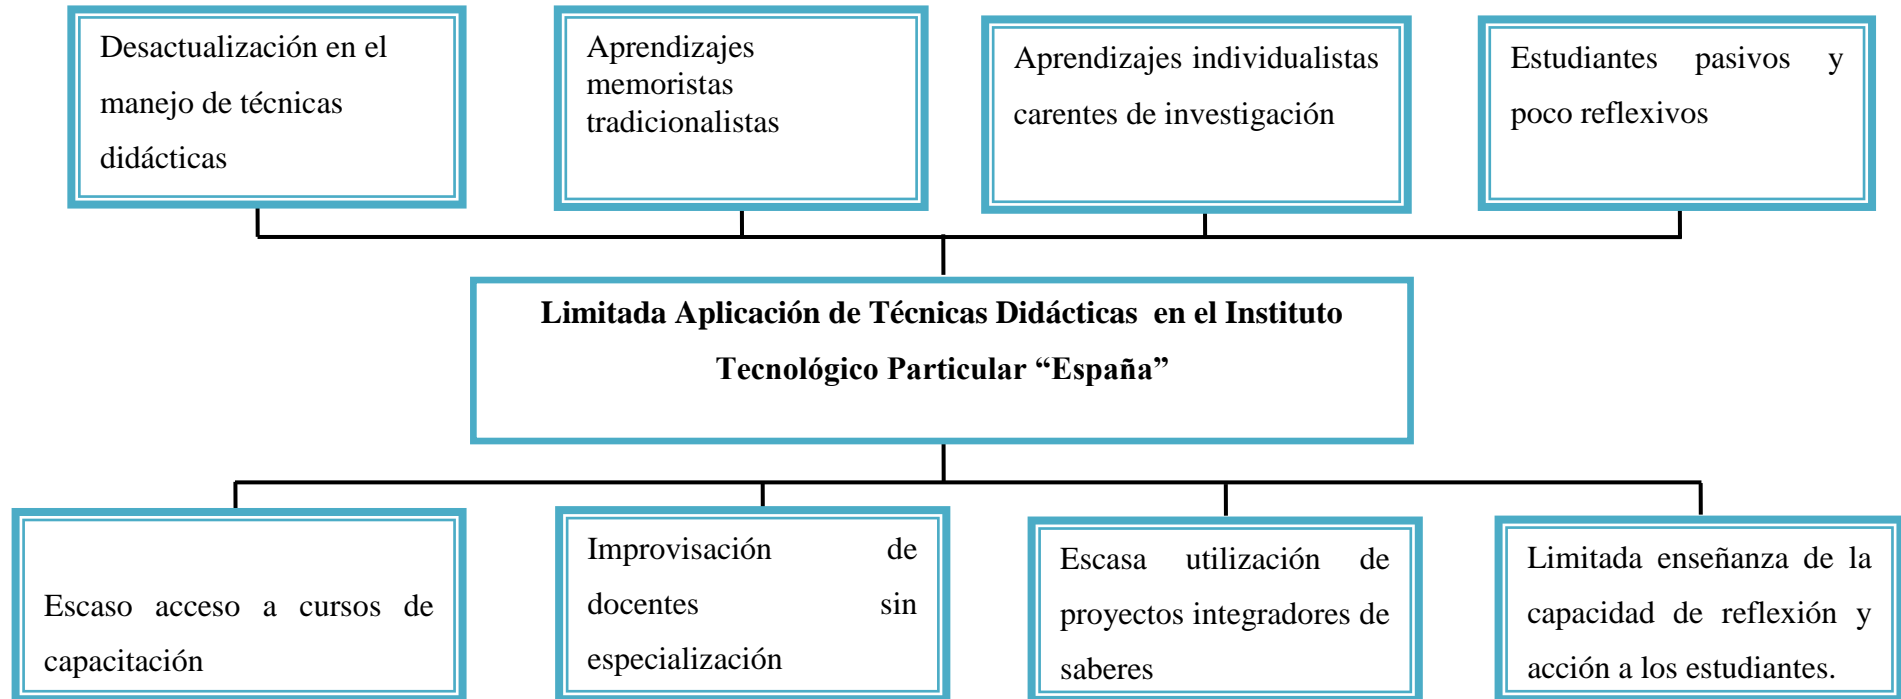 Desactualización en el
manejo de técnicas
didácticas
Aprendizajes
memoristas
tradicionalistas
Aprendizajes individualistas
carentes de investigación
Estudiantes pasivos y
poco reflexivos
Limitada Aplicación de Técnicas Didácticas en el Instituto
Tecnológico Particular “España”
Escaso acceso a cursos de
capacitación
Improvisación de
docentes sin
especialización
Escasa utilización de
proyectos integradores de
saberes
Limitada enseñanza de la
capacidad de reflexión y
acción a los estudiantes.